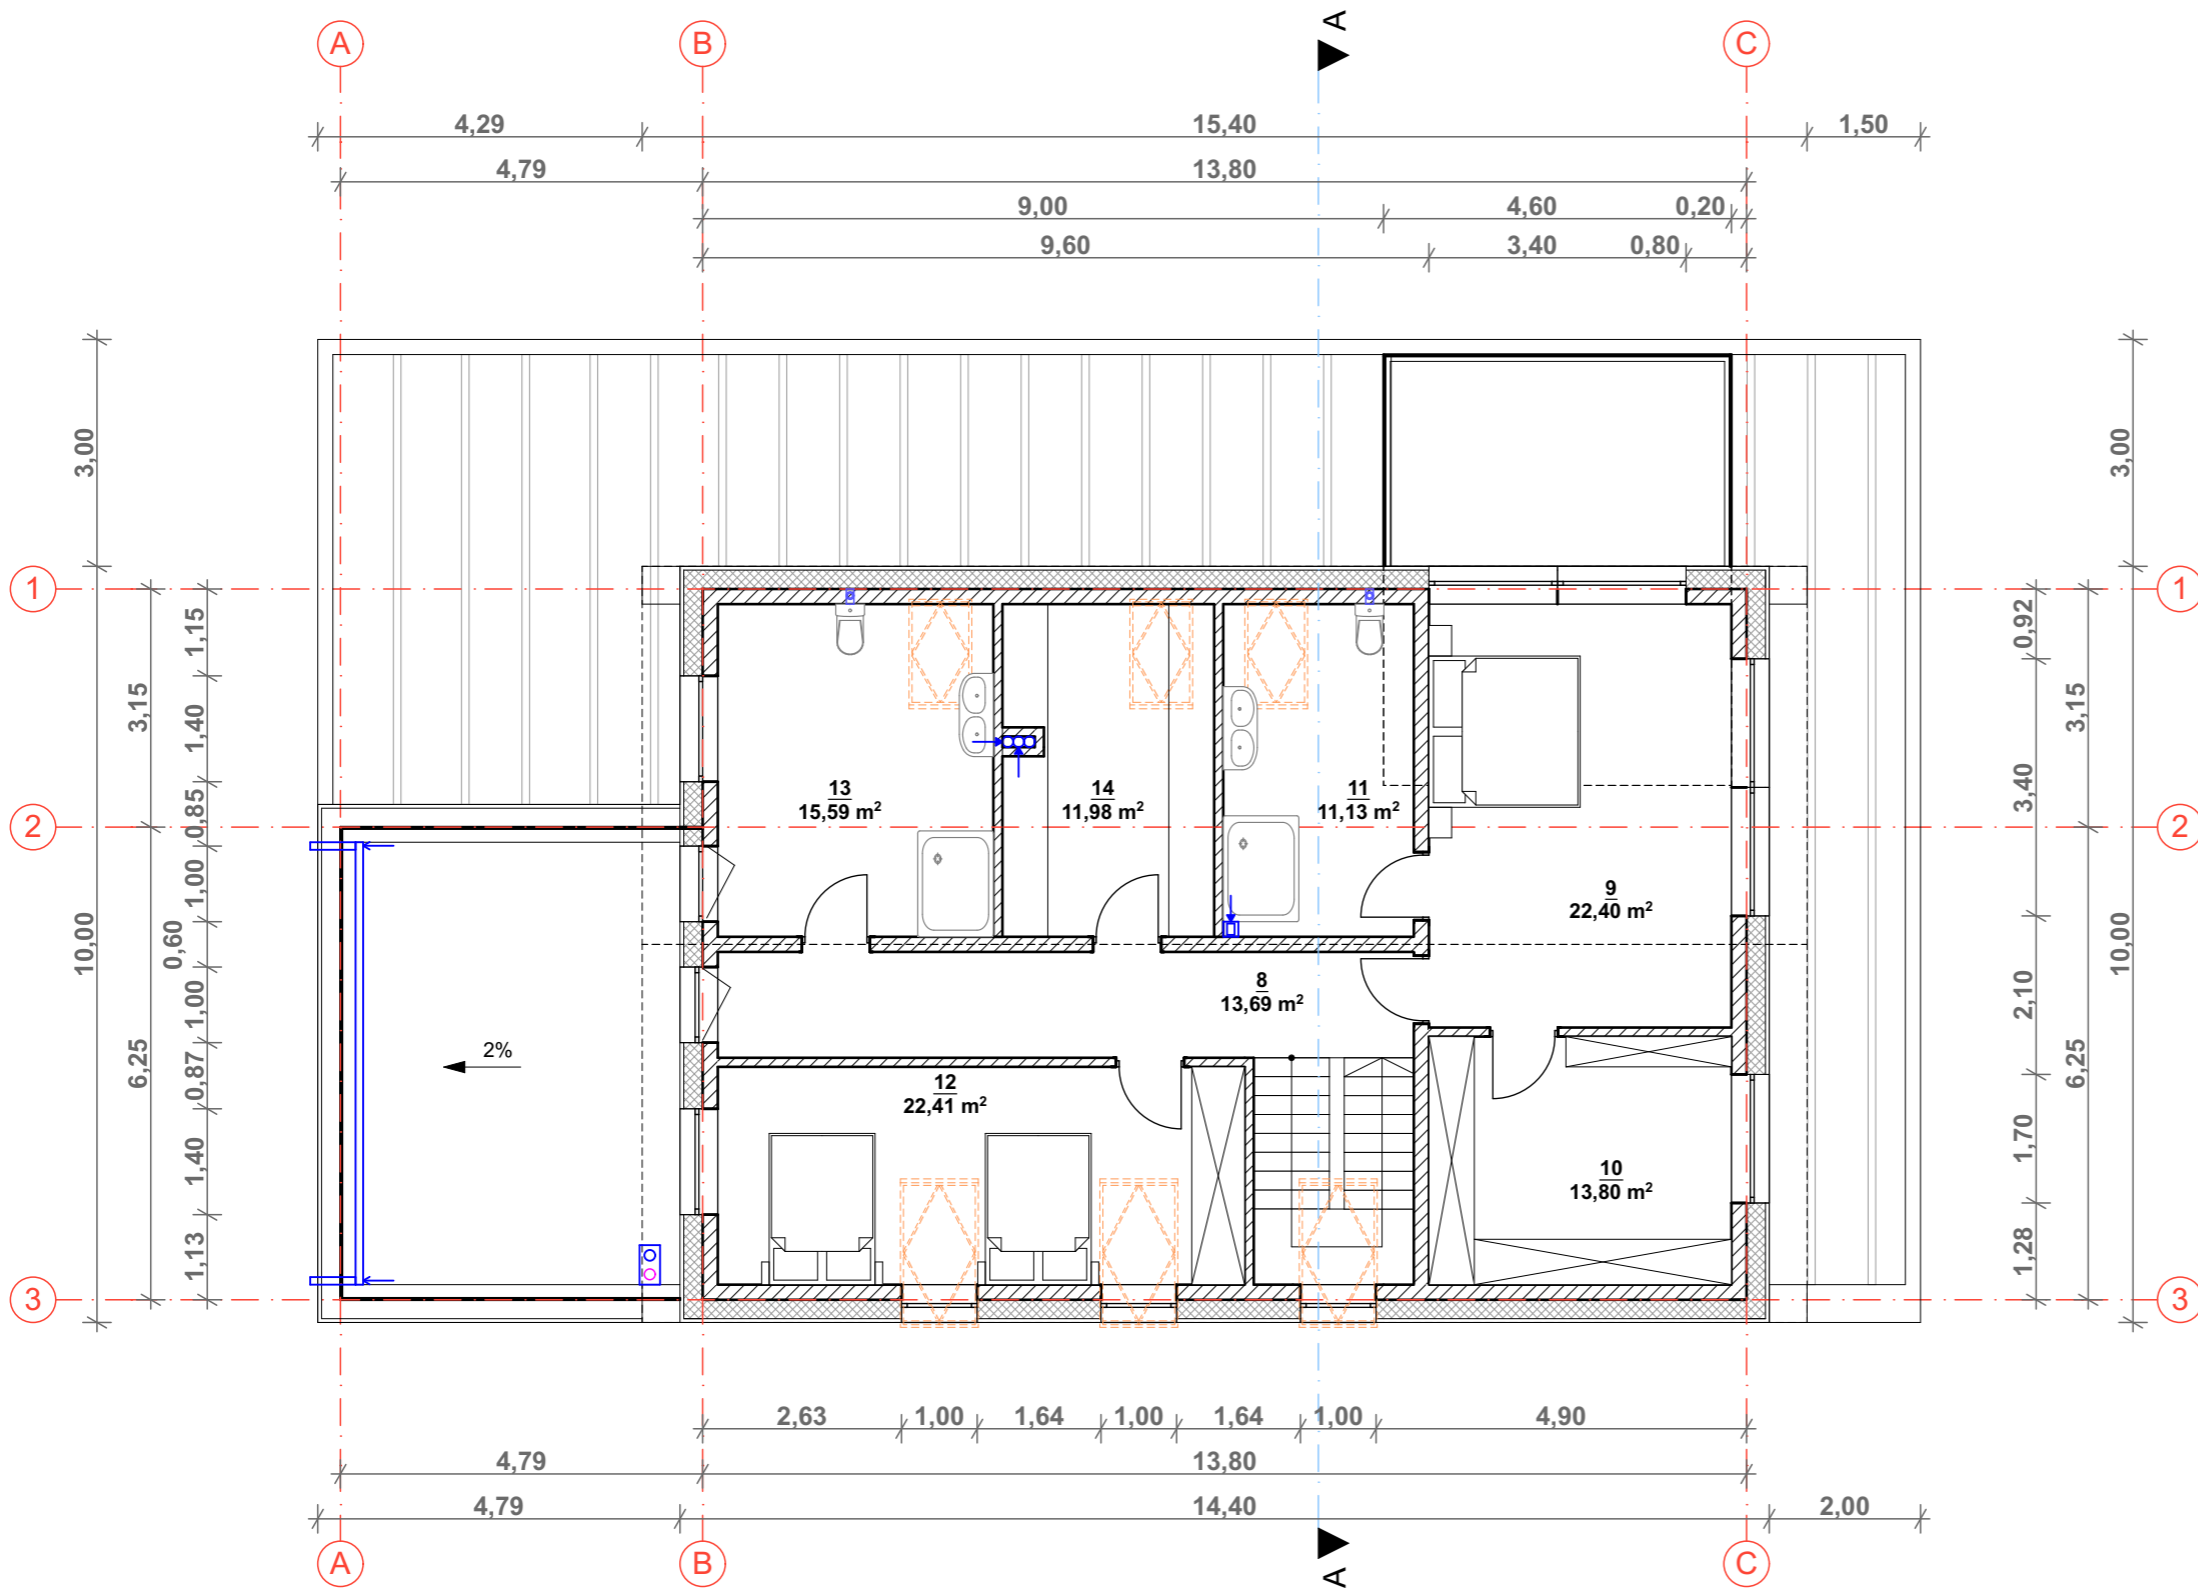 A
A B C
4,29 15,40 1,50
4,79 13,80
9,00 4,60 0,20
9,60 3,40 0,80
3,00 3,00
1 1
1,15 0,92
3,15 1,40 3,40 3,15
13 14 11
15,59 m² 11,98 m² 11,13 m²
2 0,85 2
1,00 9
22,40 m²
10,00 0,60 10,00
8
13,69 m²
1,00 2,10
6,25 0,87 2% 6,25
12
22,41 m²
1,40 1,70
10
13,80 m²
1,13 1,28
3 3
2,63 1,00 1,64 1,00 1,64 1,00 4,90
4,79 13,80
4,79 14,40 2,00
A B C
A